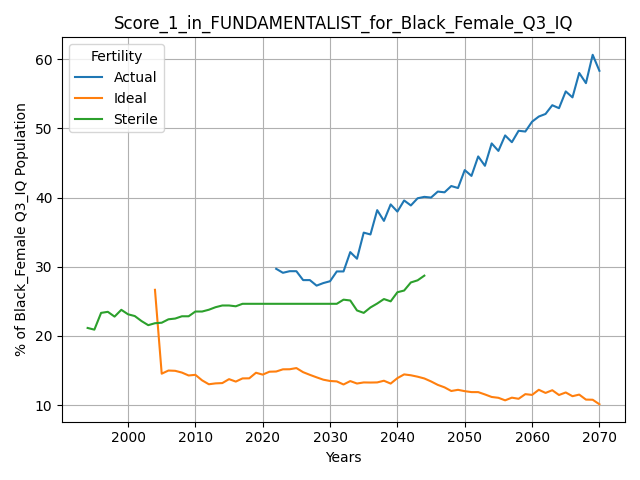 Score_1_in_FUNDAMENTALIST_for_Black_Female_Q3_IQ
Fertility
Actual
Ideal
Sterile
% of Black_Female Q3_IQ Population
60
50
40
30
20
10
2000 2010 2020 2030 2040 2050 2060 2070
Years